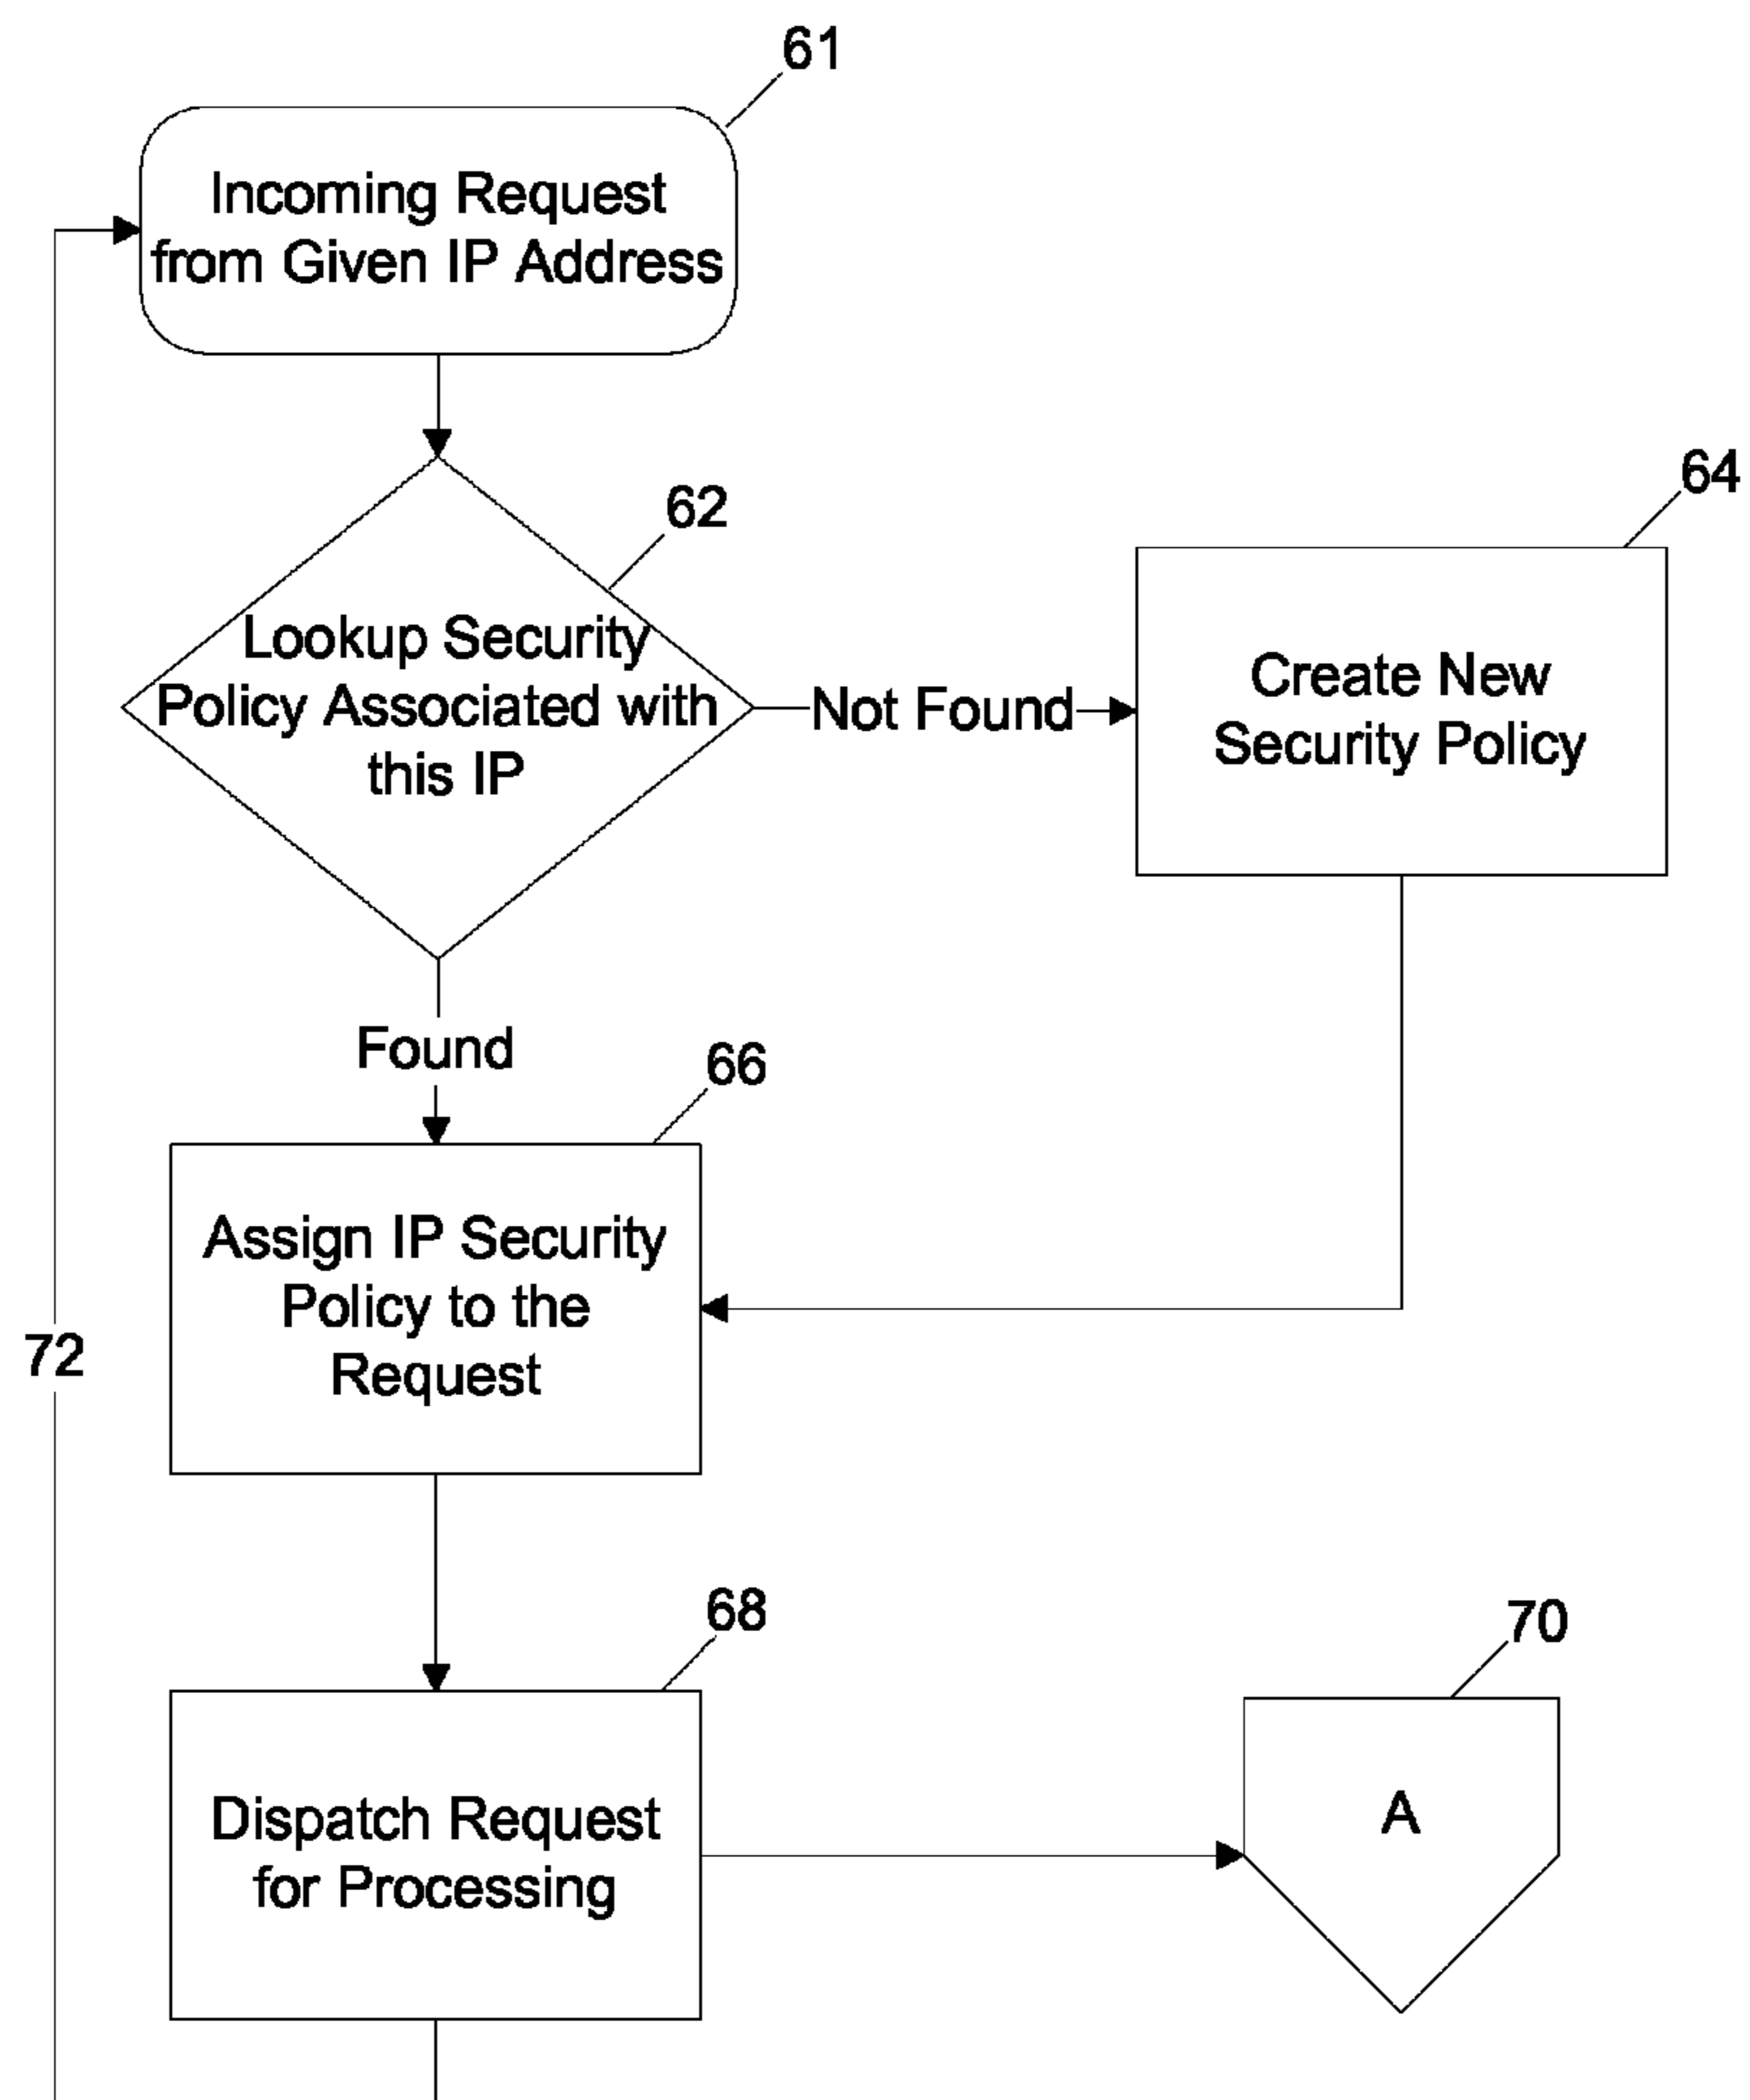 61
Incoming Request
from Given IP Address
62
64
Lookup Security
Policy Associated with
this IP
Not Found
Create New
Security Policy
Found
66
Assign IP Security
Policy to the
Request
72
68
70
Dispatch Request
for Processing
A